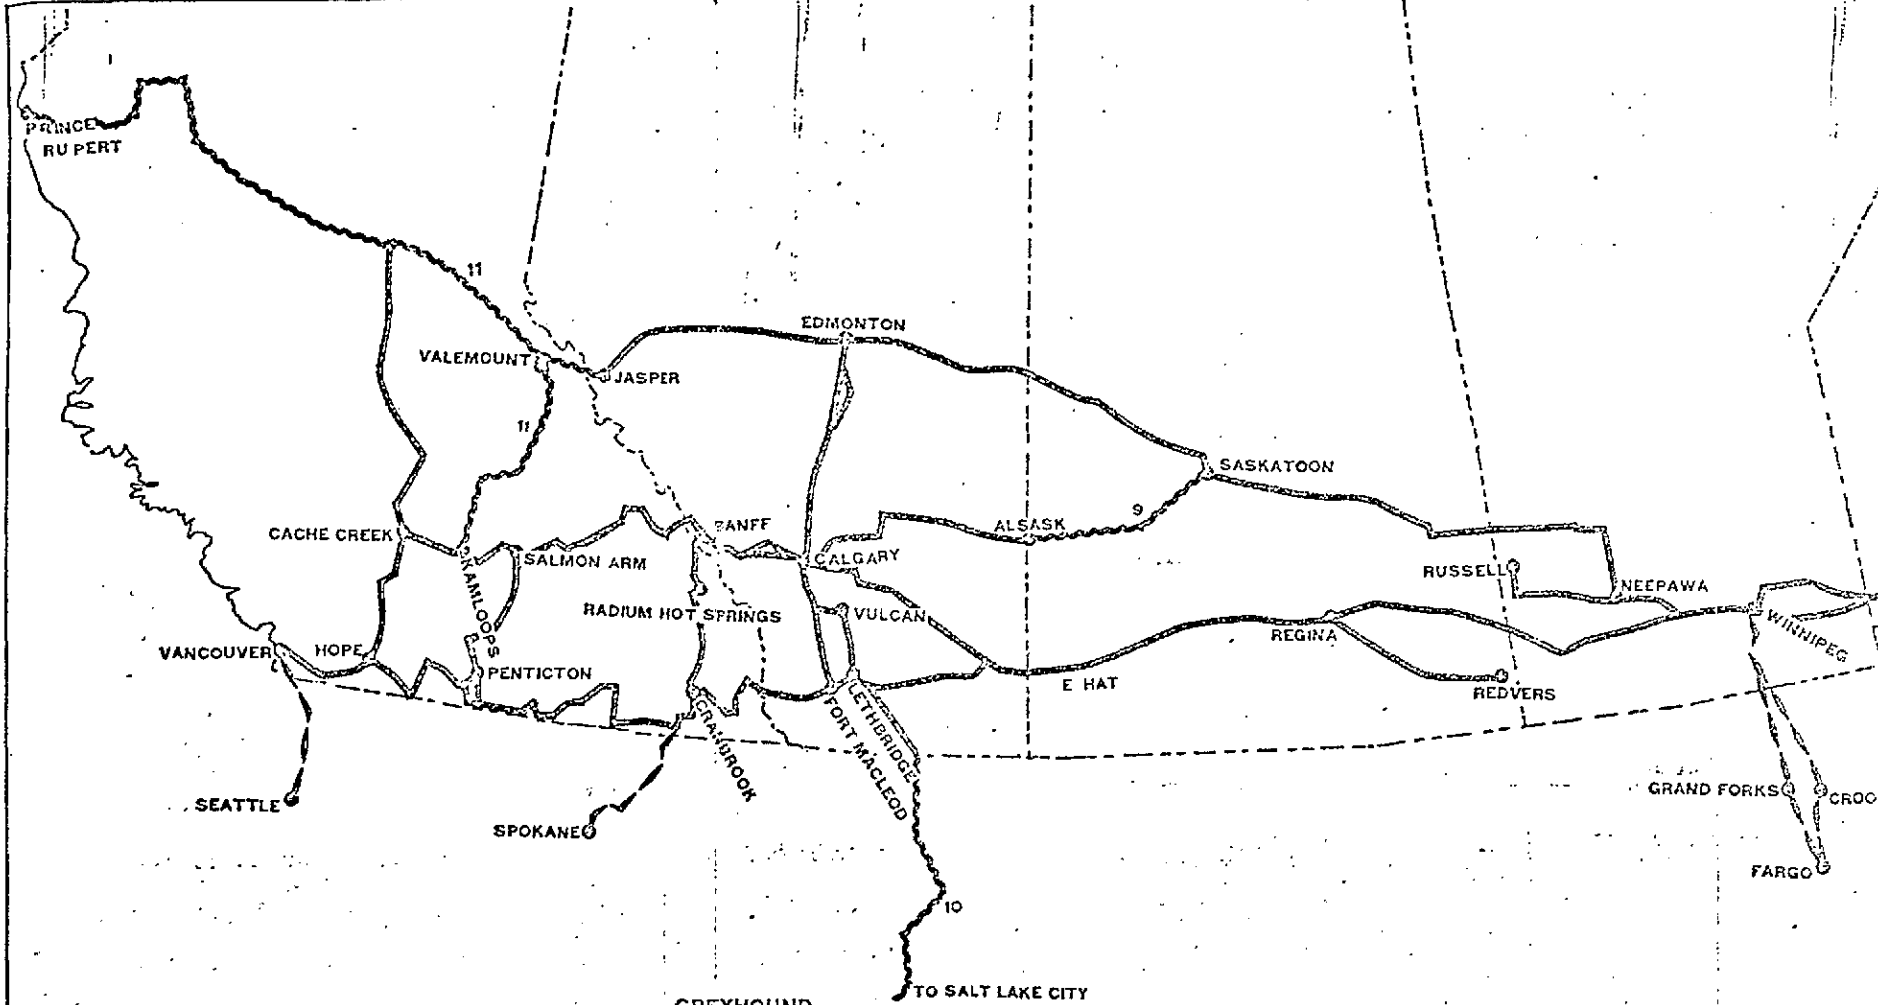 PRINCE
RUPERT
11
EDMONTON
VALEMOUNT
JASPER
11
SASKATOON
9
ALSASK
CACHE CREEK
BANFF
CALGARY
SALMON ARM
KAMLOOPS
RUSSELL
NEEPAWA
RADIUM HOT SPRINGS
VULCAN
WINNIPEG
REGINA
VANCOUVER
HOPE
PENTICTON
E HAT
REDVERS
CRANBROOK
FORT MACLEOD
LETHBRIDGE
SEATTLE
SPOKANE
GRAND FORKS
CROO
FARGO
10
TO SALT LAKE CITY
GREYHOUND